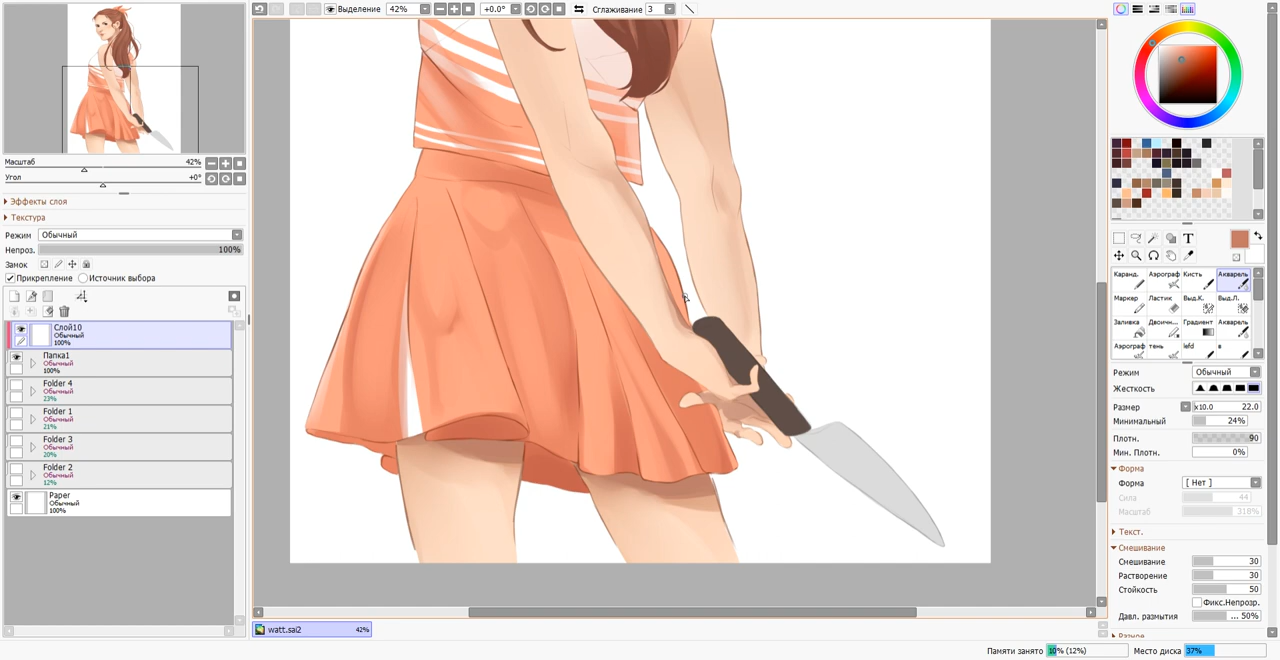 Выделение 42% +0.0° Сглаживание 3
Масштаб 42%
Угол +0°
Эффекты слоя
Текстура
Режим Обычный
Непроз. 100%
Замок
Прикрепление Источник выбора
Слой10
Обычный
100%
Папка1
Обычный
100%
Folder 4
Обычный
23%
Folder 1
Обычный
21%
Folder 3
Обычный
20%
Folder 2
Обычный
12%
Paper
Обычный
100%
watt.sai2 42%
T
Каранд. Аэрограф Кисть Акварель
Маркер Ластик Выд.К. Выд.Л.
Заливка Двоичн... Градиент Акварель
Аэрограф тень lefd в
Режим Обычный
Жесткость
Размер x10.0 22.0
Минимальный 24%
Плотн. 90
Мин. Плотн. 0%
Форма
Форма [ Нет ]
Сила 44
Масштаб 318%
Текст.
Смешивание
Смешивание 30
Растворение 30
Стойкость 50
Фикс.Непрозр.
Давл. размытия ... 50%
Разное
Памяти занято 10% (12%) Место диска 37%